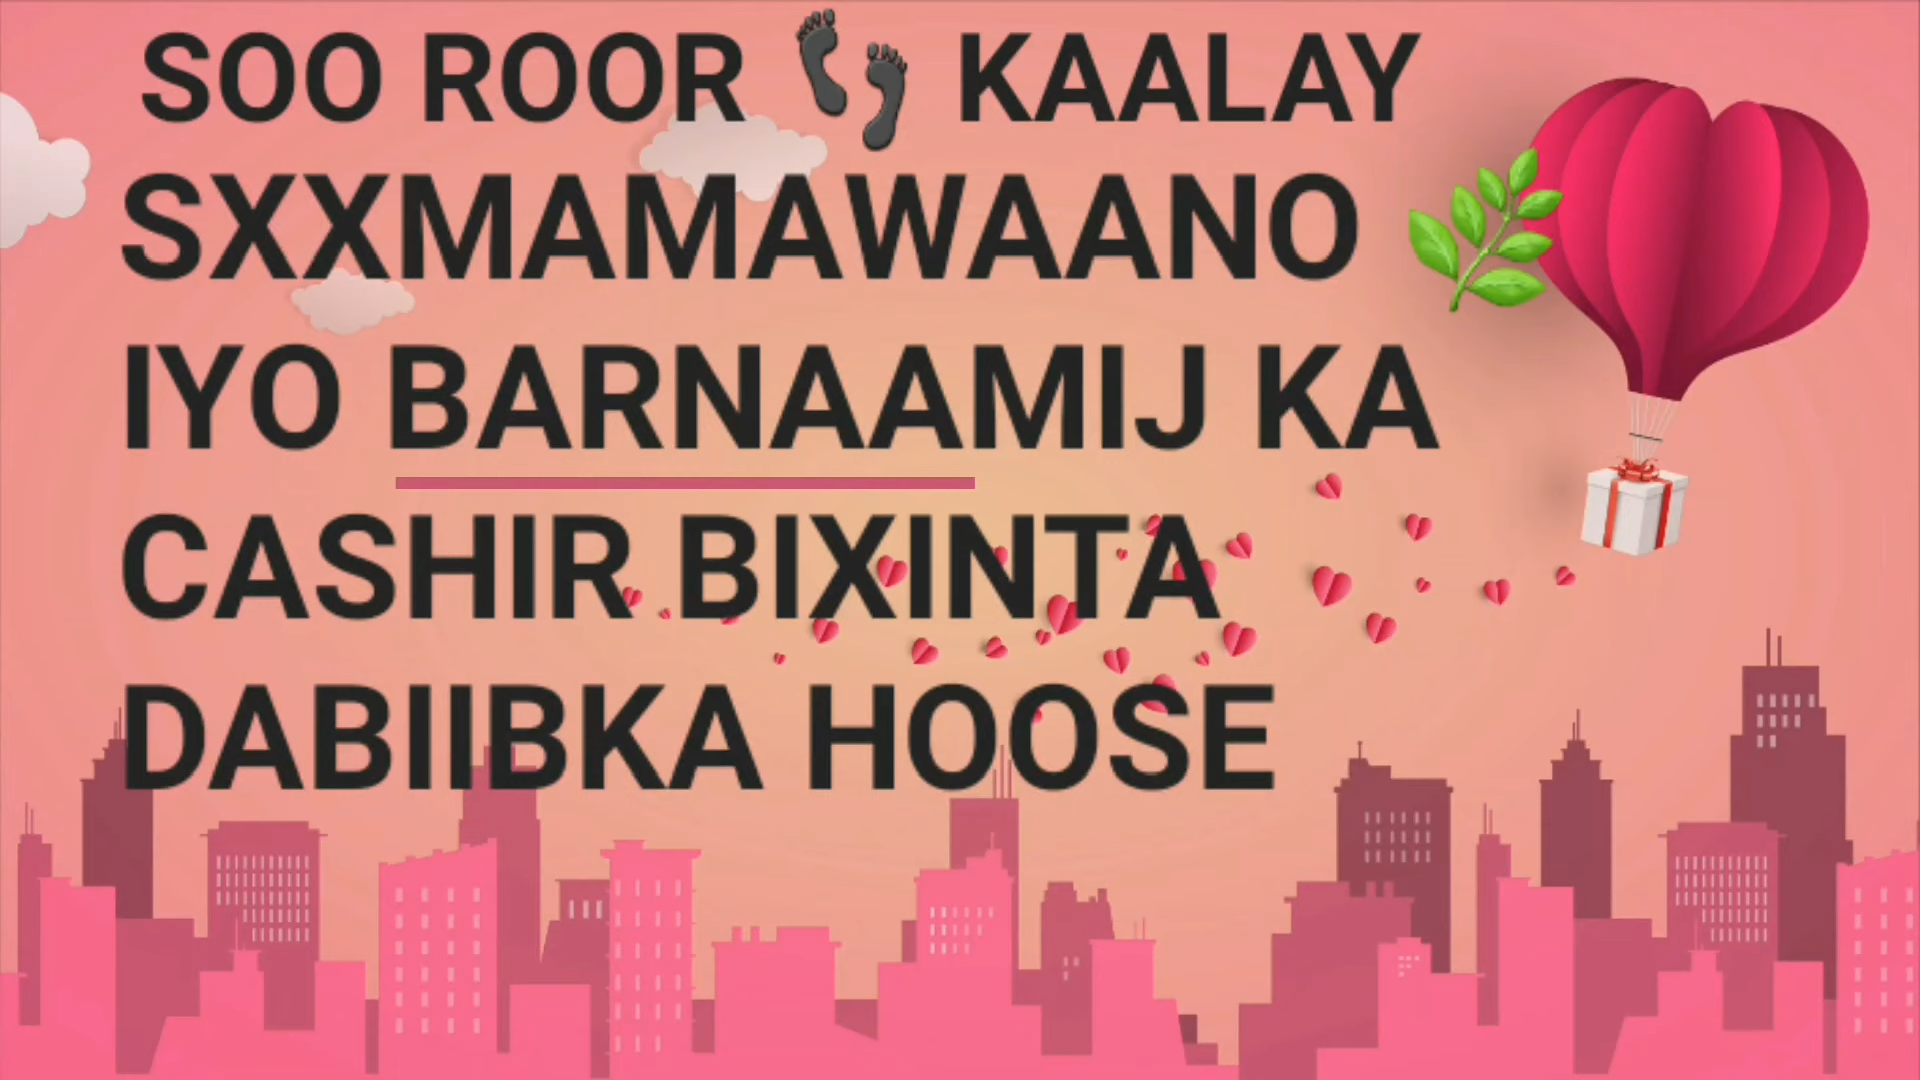 SOO ROOR 👣 KAALAY
SXXMAMAWAANO 🌿
IYO BARNAAMIJ KA
CASHIR BIXINTA
DABIIBKA HOOSE